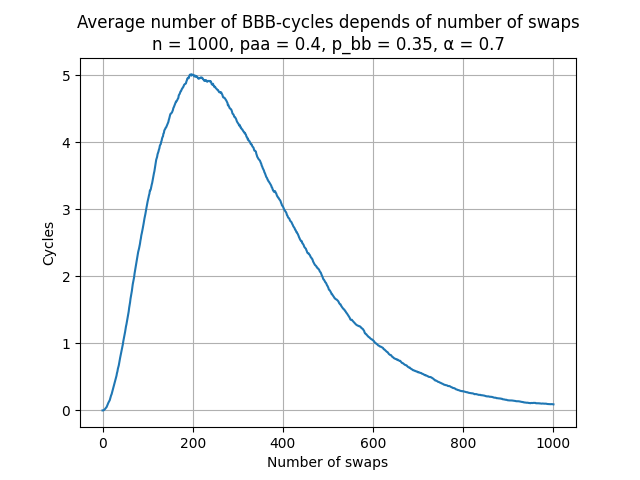 Average number of BBB-cycles depends of number of swaps
n = 1000, paa = 0.4, p_bb = 0.35, α = 0.7
5
4
3
2
1
0
Cycles
0 200 400 600 800 1000
Number of swaps